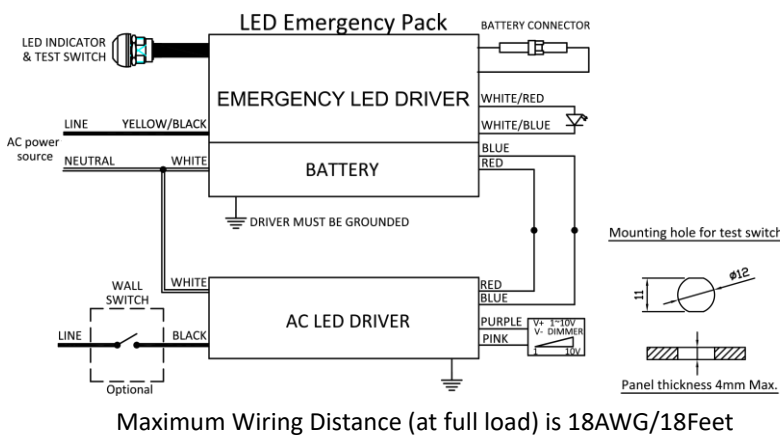 LED Emergency Pack
BATTERY CONNECTOR
LED INDICATOR
& TEST SWITCH
EMERGENCY LED DRIVER
WHITE/RED
WHITE/BLUE
LINE
YELLOW/BLACK
AC power
source
NEUTRAL
WHITE
BATTERY
BLUE
RED
DRIVER MUST BE GROUNDED
Mounting hole for test switch
WALL
SWITCH
WHITE
RED
BLUE
11
ø12
LINE
BLACK
AC LED DRIVER
PURPLE
PINK
V+ 1~10V
V- DIMMER
1 10V
Optional
Panel thickness 4mm Max.
Maximum Wiring Distance (at full load) is 18AWG/18Feet